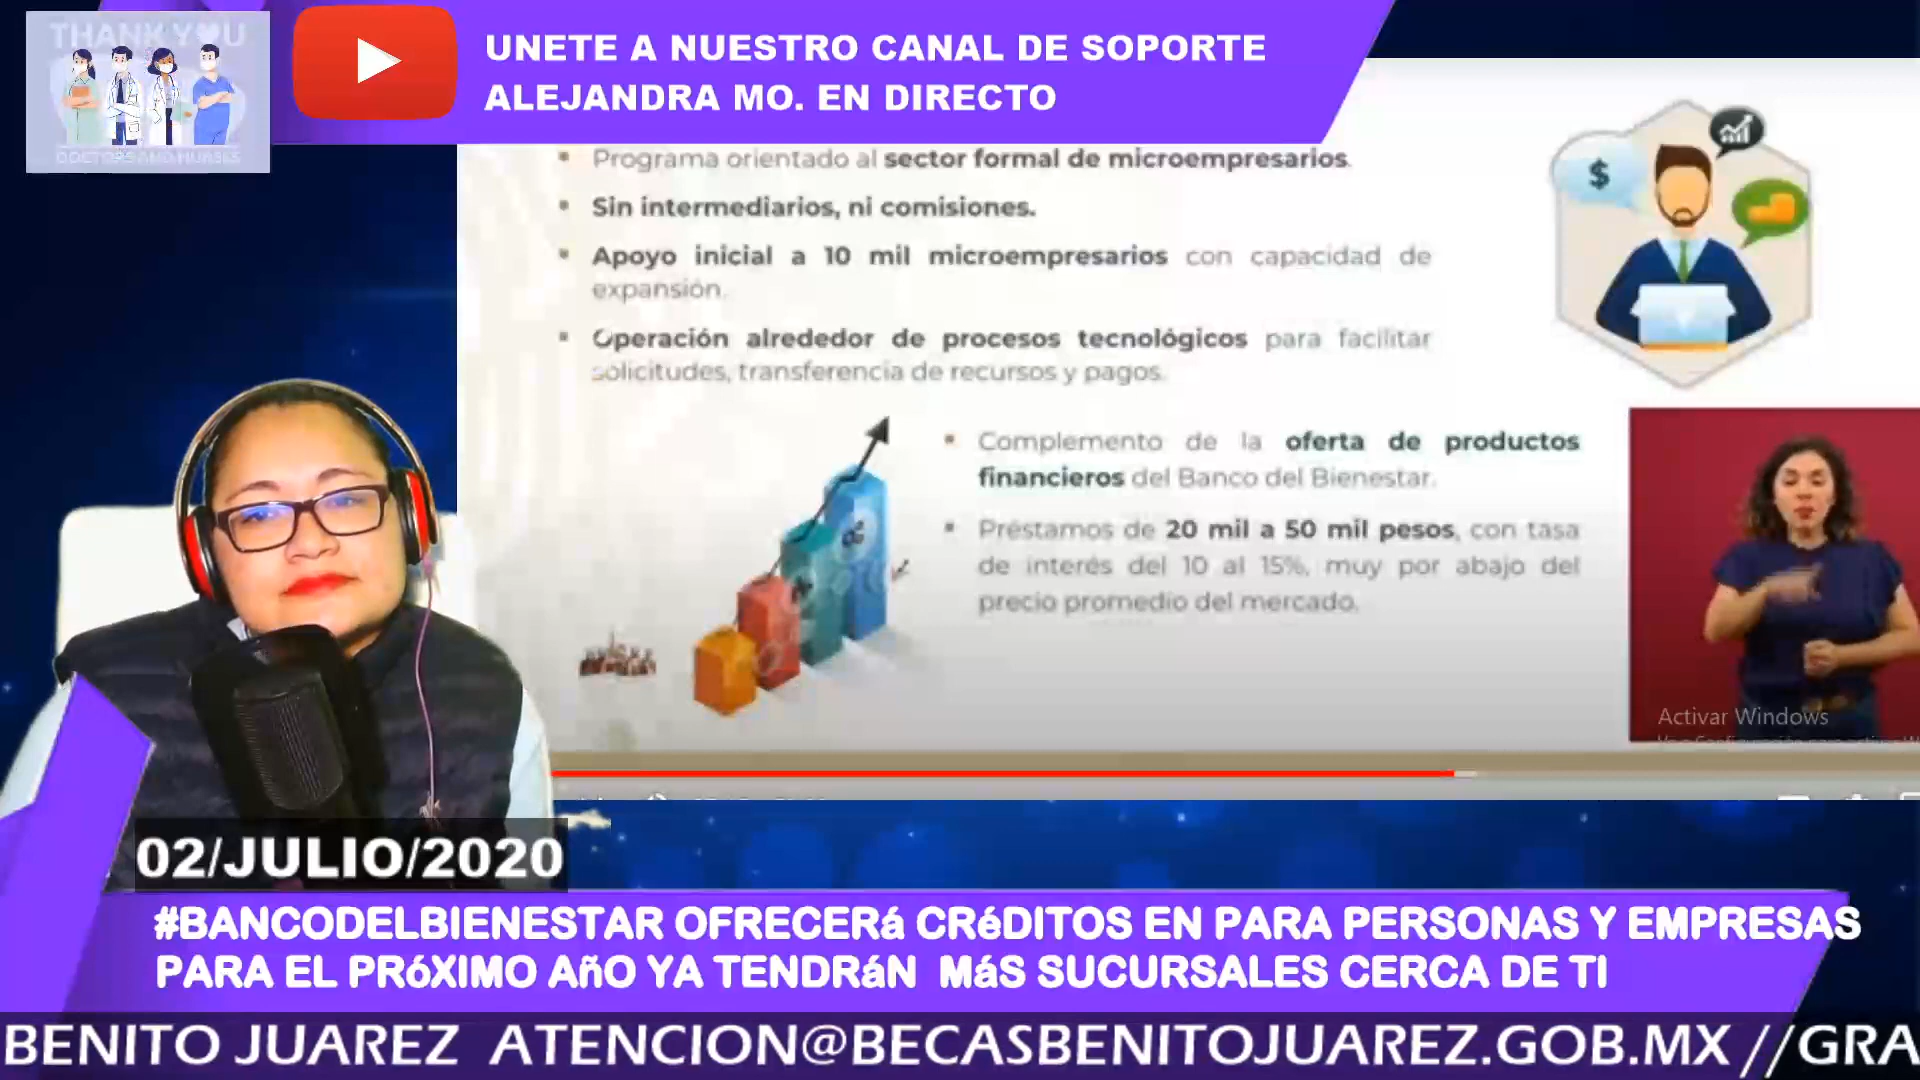 THANK YOU
DOCTORS AND NURSES
UNETE A NUESTRO CANAL DE SOPORTE
ALEJANDRA MO. EN DIRECTO
Programa orientado al sector formal de microempresarios.
Sin intermediarios, ni comisiones.
Apoyo inicial a 10 mil microempresarios con capacidad de
expansión.
Operación alrededor de procesos tecnológicos para facilitar
solicitudes, transferencia de recursos y pagos.
$
Complemento de la oferta de productos
financieros del Banco del Bienestar.
Préstamos de 20 mil a 50 mil pesos, con tasa
de interés del 10 al 15%, muy por abajo del
precio promedio del mercado.
Activar Windows
02/JULIO/2020
#BANCODELBIENESTAR OFRECERá CRéDITOS EN PARA PERSONAS Y EMPRESAS
PARA EL PRóXIMO AñO YA TENDRáN MáS SUCURSALES CERCA DE TI
BENITO JUAREZ ATENCION@BECASBENITOJUAREZ.GOB.MX //GRA